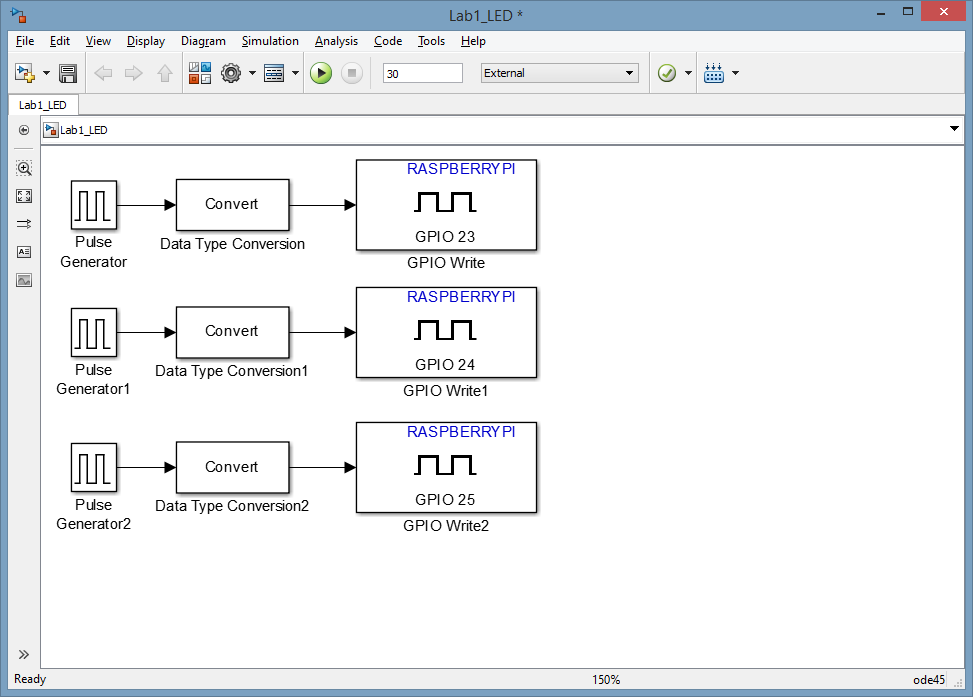 Lab1_LED *
File Edit View Display Diagram Simulation Analysis Code Tools Help
30 External
Lab1_LED
Lab1_LED
RASPBERRYPI
Convert
GPIO 23
Pulse
Generator
Data Type Conversion
GPIO Write
RASPBERRYPI
Convert
GPIO 24
Pulse
Generator1
Data Type Conversion1
GPIO Write1
RASPBERRYPI
Convert
GPIO 25
Pulse
Generator2
Data Type Conversion2
GPIO Write2
Ready 150% ode45